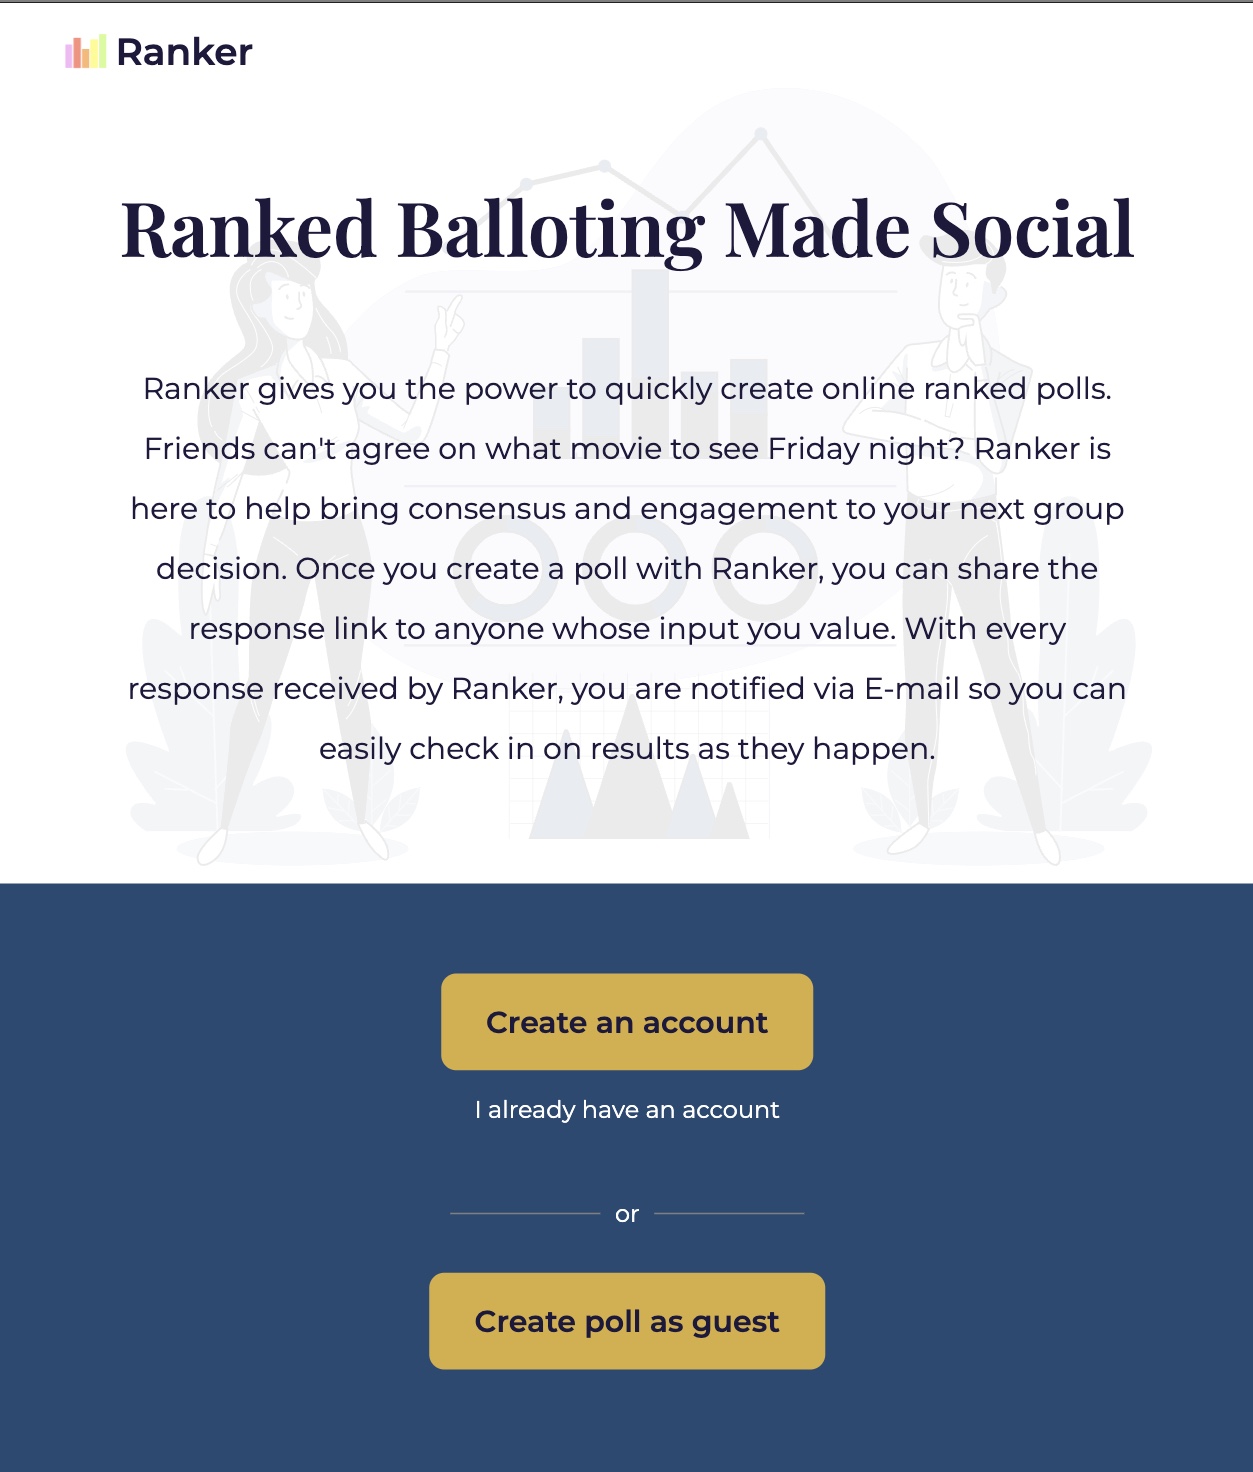 Ranker
Ranked Balloting Made Social
Ranker gives you the power to quickly create online ranked polls.
Friends can't agree on what movie to see Friday night? Ranker is
here to help bring consensus and engagement to your next group
decision. Once you create a poll with Ranker, you can share the
response link to anyone whose input you value. With every
response received by Ranker, you are notified via E-mail so you can
easily check in on results as they happen.
Create an account
I already have an account
or
Create poll as guest